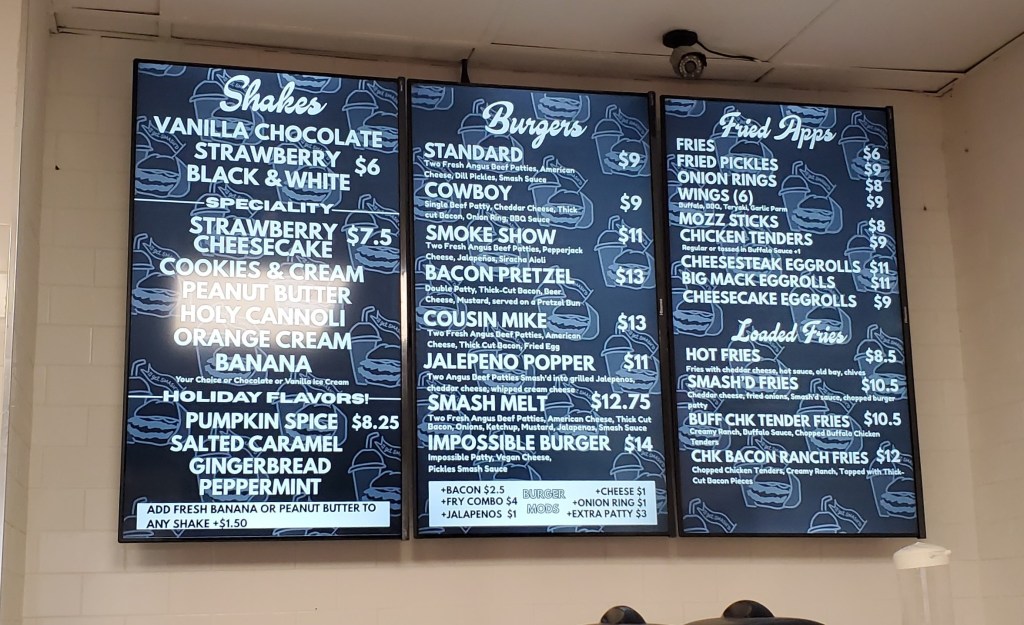 Shakes
VANILLA CHOCOLATE
STRAWBERRY $6
BLACK & WHITE
SPECIALITY
STRAWBERRY $7.5
CHEESECAKE
COOKIES & CREAM
PEANUT BUTTER
HOLY CANNOLI
ORANGE CREAM
BANANA
Your Choice or Chocolate or Vanilla Ice Cream
HOLIDAY FLAVORS!
PUMPKIN SPICE $8.25
SALTED CARAMEL
GINGERBREAD
PEPPERMINT
ADD FRESH BANANA OR PEANUT BUTTER TO
ANY SHAKE +$1.50
Burgers
STANDARD $9
Two Fresh Angus Beef Patties, American
Cheese, Dill Pickles, Smash Sauce
COWBOY $9
Single Beef Patty, Cheddar Cheese, Thick
cut Bacon, Onion Ring, BBQ Sauce
SMOKE SHOW $11
Two Fresh Angus Beef Patties, Pepperjack
Cheese, Jalapeños, Siracha Aioli
BACON PRETZEL $13
Double Patty, Thick-Cut Bacon, Beer
Cheese, Mustard, served on a Pretzel Bun
COUSIN MIKE $13
Two Fresh Angus Beef Patties, American
Cheese, Thick Cut Bacon, Fried Egg
JALEPENO POPPER $11
Two Angus Beef Patties Smash'd into grilled Jalepenos,
cheddar cheese, whipped cream cheese
SMASH MELT $12.75
Two Fresh Angus Beef Patties, American Cheese, Thick Cut
Bacon, Onions, Ketchup, Mustard, Jalapenos, Smash Sauce
IMPOSSIBLE BURGER $14
Impossible Patty, Vegan Cheese,
Pickles Smash Sauce
+BACON $2.5 BURGER +CHEESE $1
+FRY COMBO $4 MODS +ONION RING $1
+JALAPENOS $1 +EXTRA PATTY $3
Fried Apps
FRIES $6
FRIED PICKLES $9
ONION RINGS $8
WINGS (6) $9
Buffalo, BBQ, Teryaki, Garlic Parm
MOZZ STICKS $8
CHICKEN TENDERS $9
Regular or tossed in Buffalo Sauce +1
CHEESESTEAK EGGROLLS $11
BIG MACK EGGROLLS $11
CHEESECAKE EGGROLLS $9
Loaded Fries
HOT FRIES $8.5
Fries with cheddar cheese, hot sauce, old bay, chives
SMASH'D FRIES $10.5
Cheddar cheese, fried onions, Smash'd sauce, chopped burger
patty
BUFF CHK TENDER FRIES $10.5
Creamy Ranch, Buffalo Sauce, Chopped Buffalo Chicken
Tenders
CHK BACON RANCH FRIES $12
Chopped Chicken Tenders, Creamy Ranch, Topped with Thick-
Cut Bacon Pieces